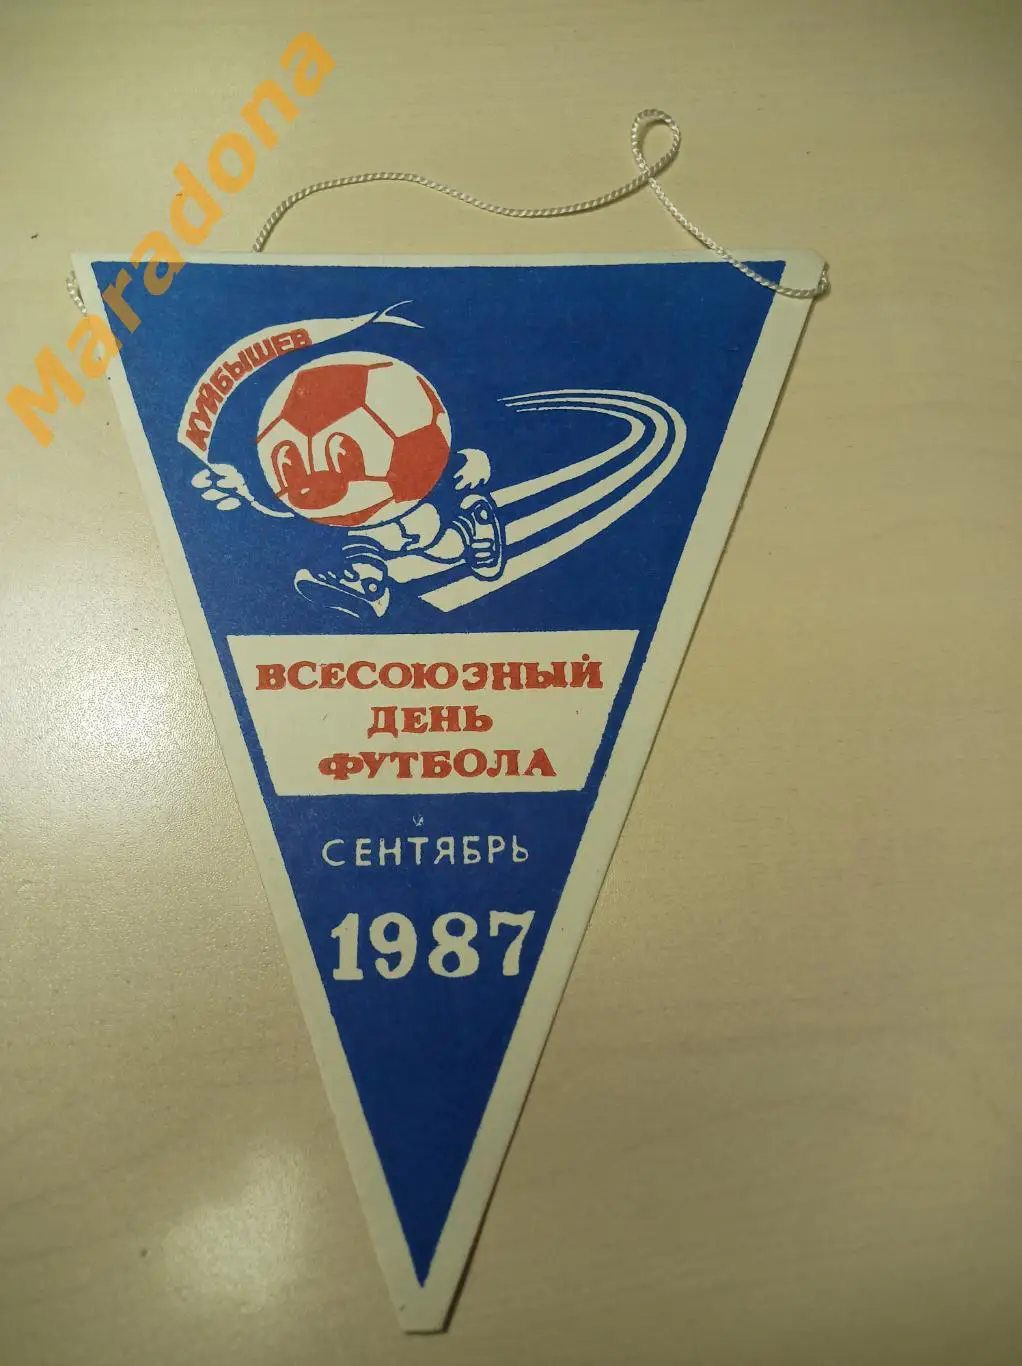 Maradona
КУЙБЫШЕВ
ВСЕСОЮЗНЫЙ
ДЕНЬ
ФУТБОЛА
СЕНТЯБРЬ
1987